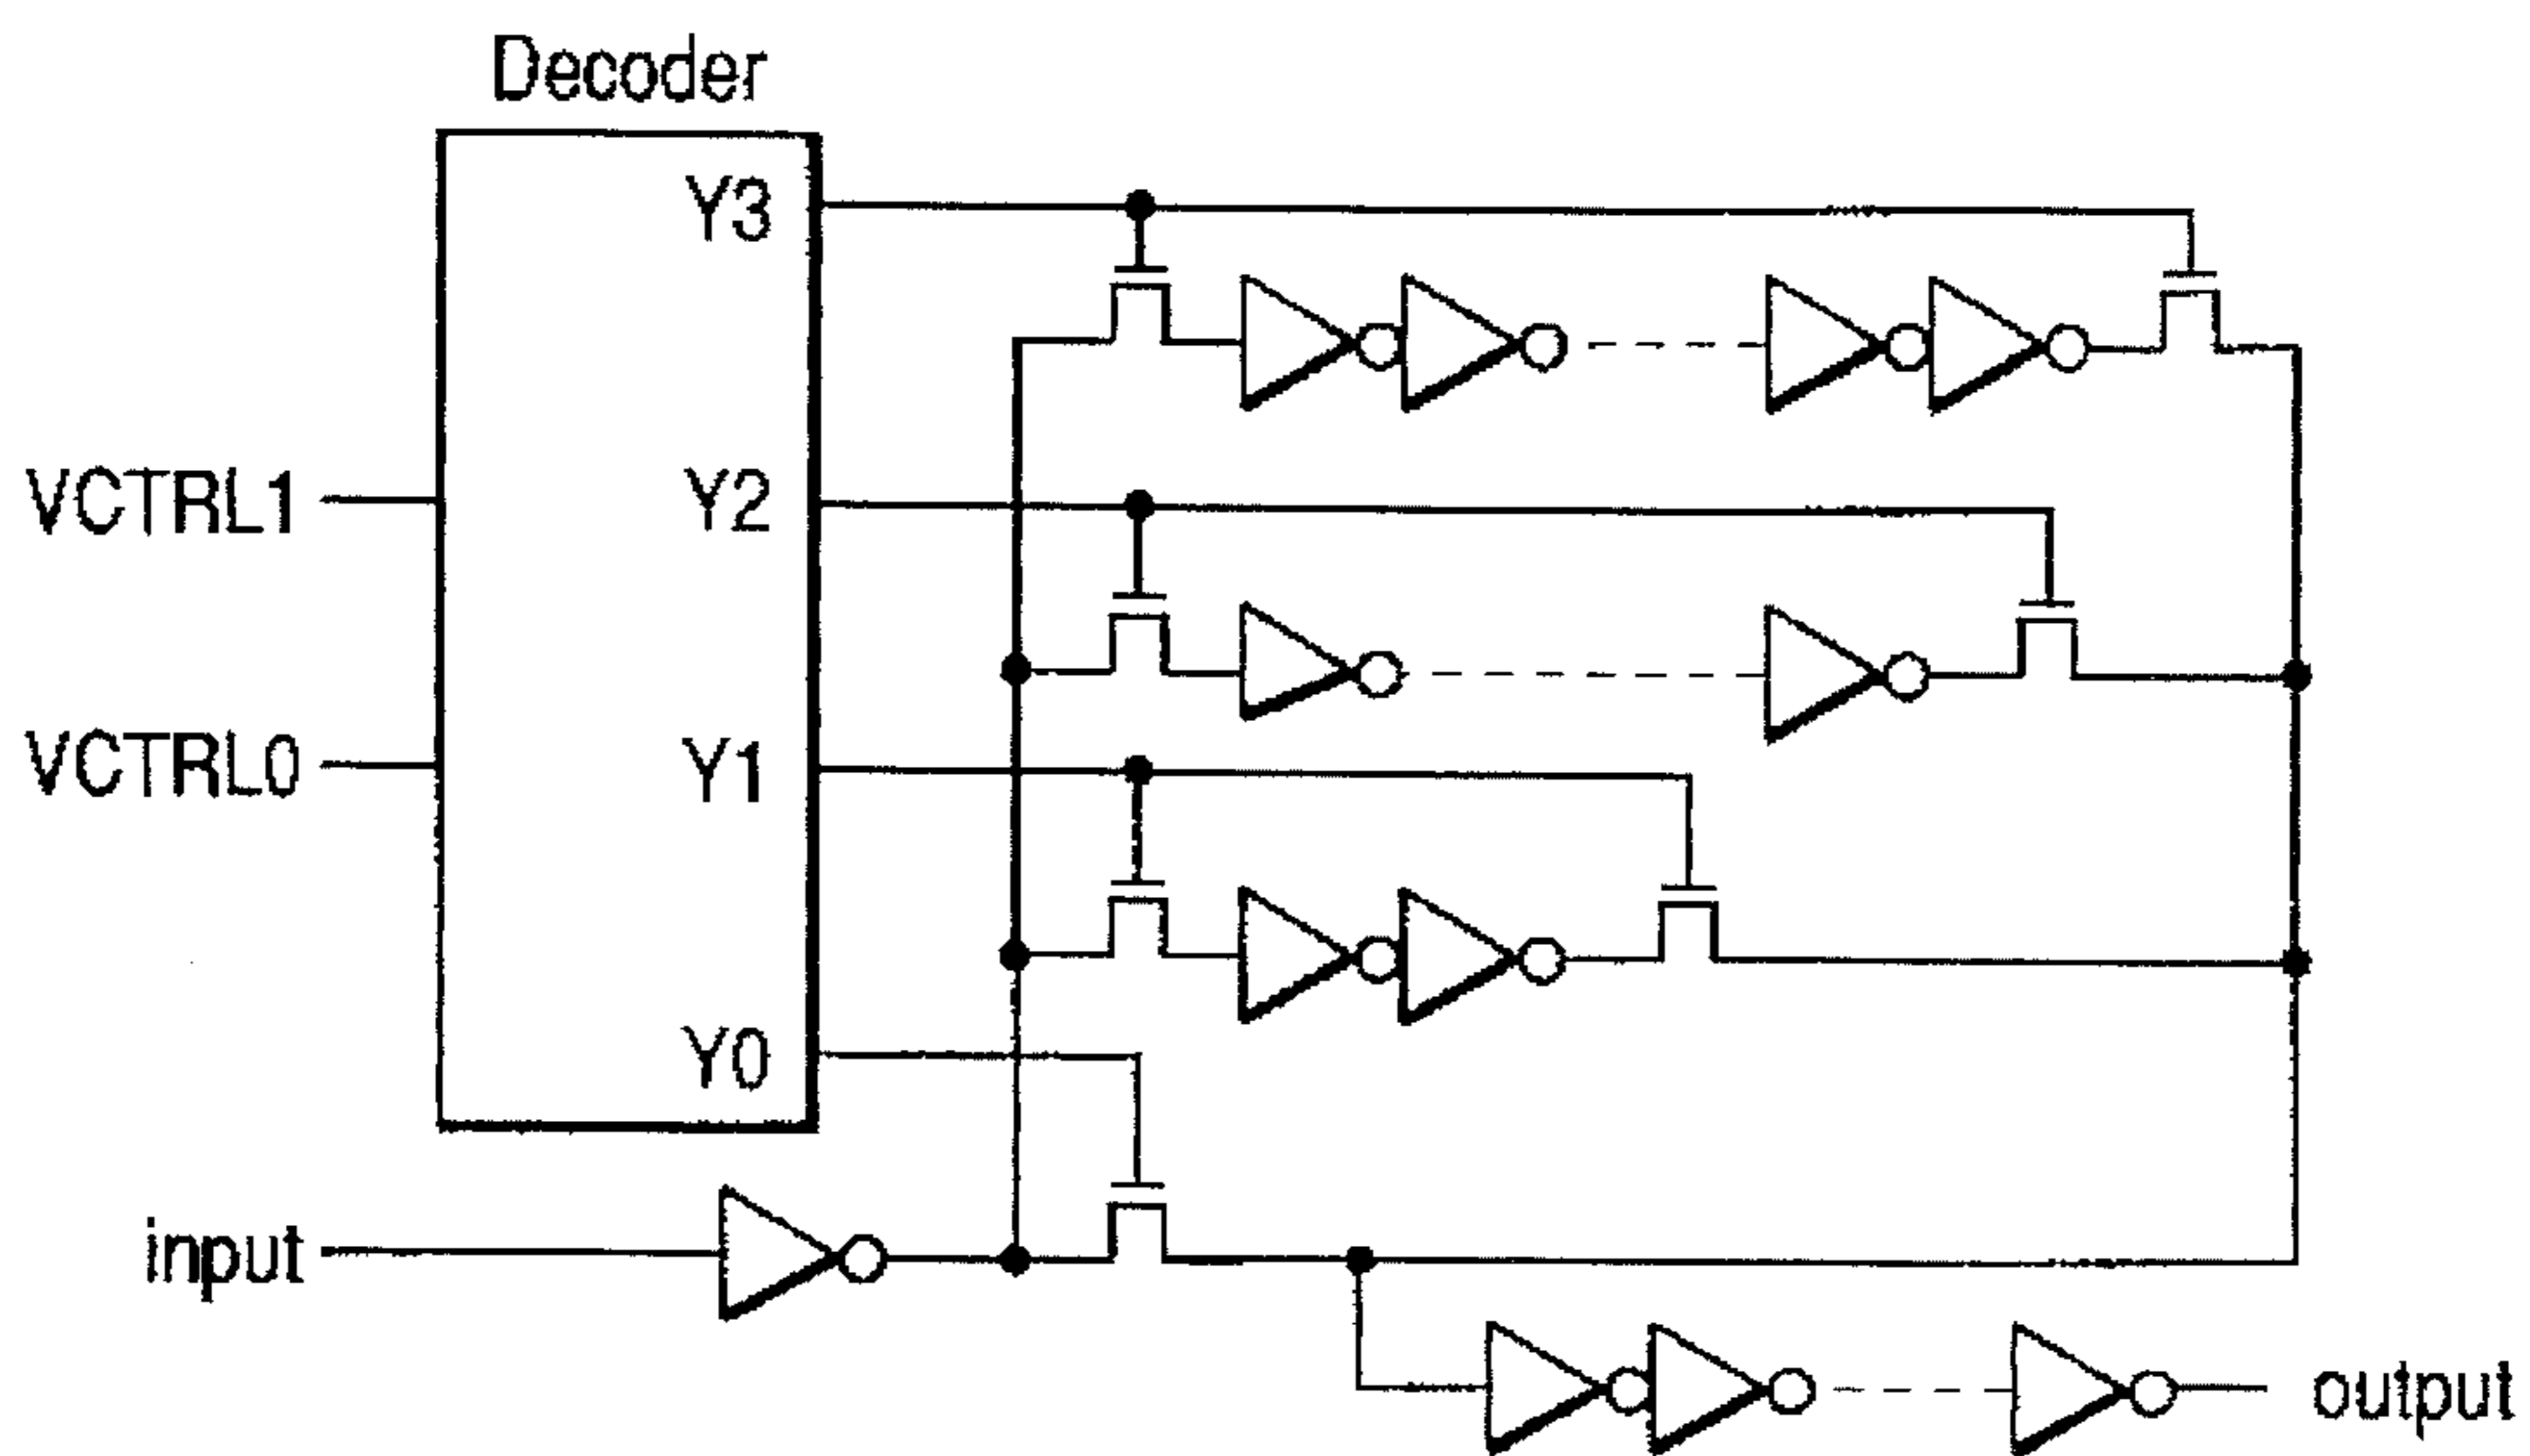 Decoder
Y3
VCTRL1
Y2
VCTRL0
Y1
Y0
input
output